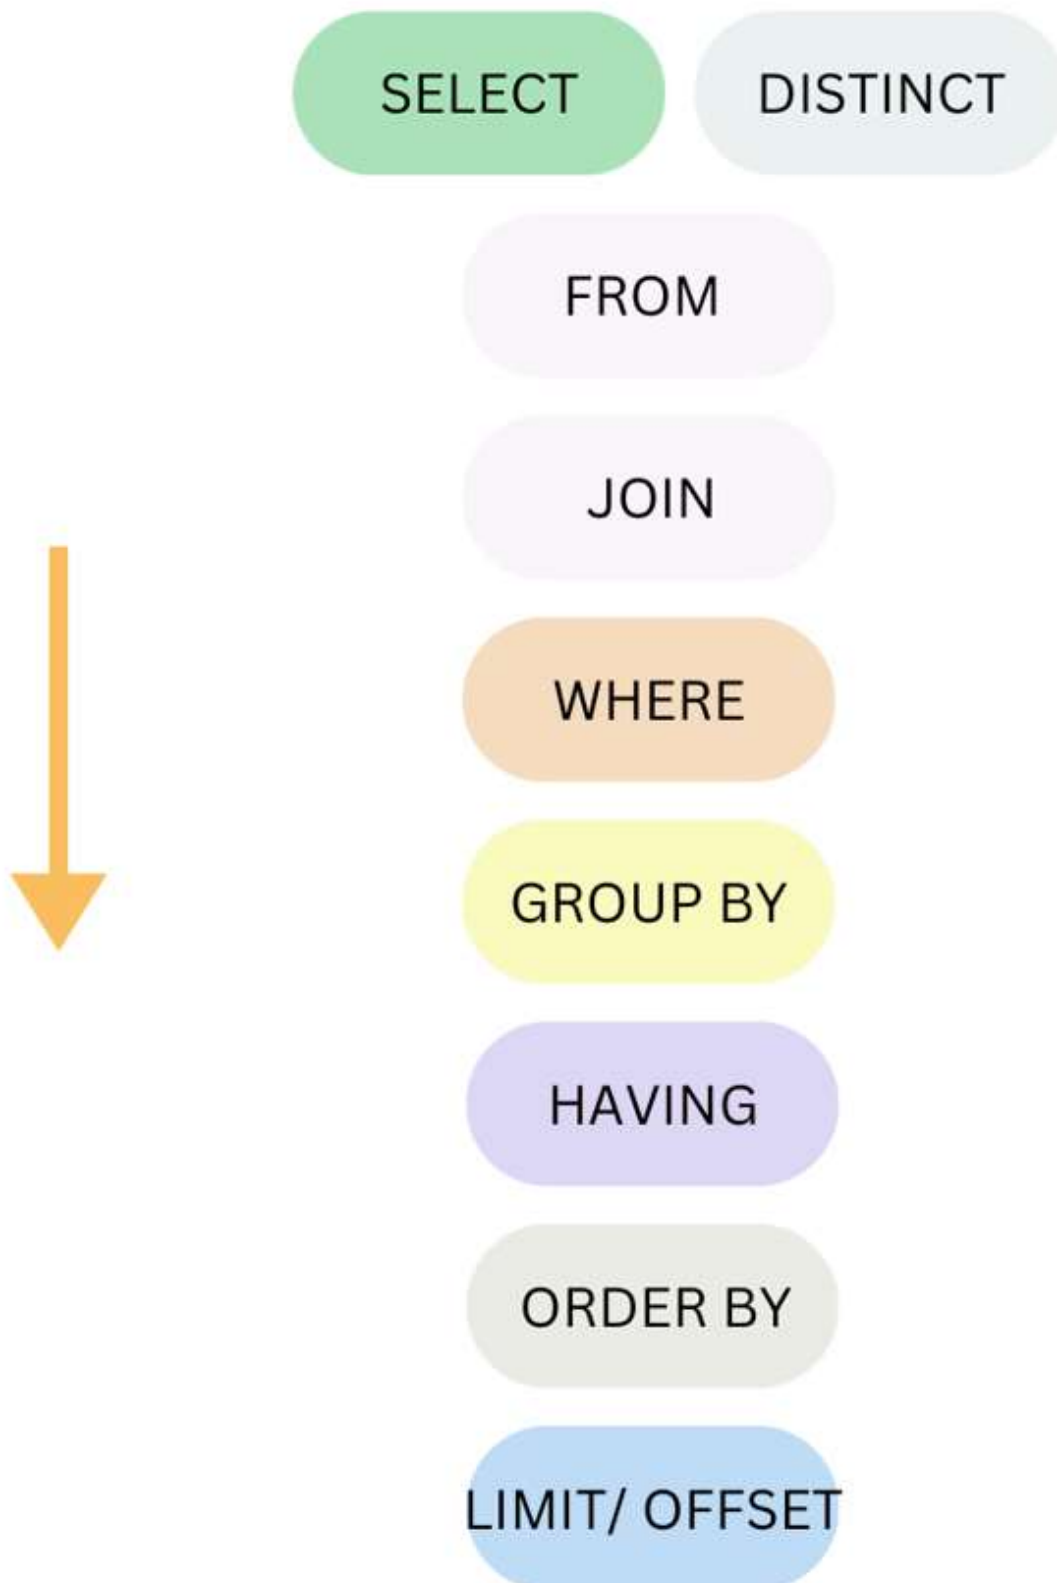 SELECT DISTINCT
FROM
JOIN
WHERE
GROUP BY
HAVING
ORDER BY
LIMIT/ OFFSET